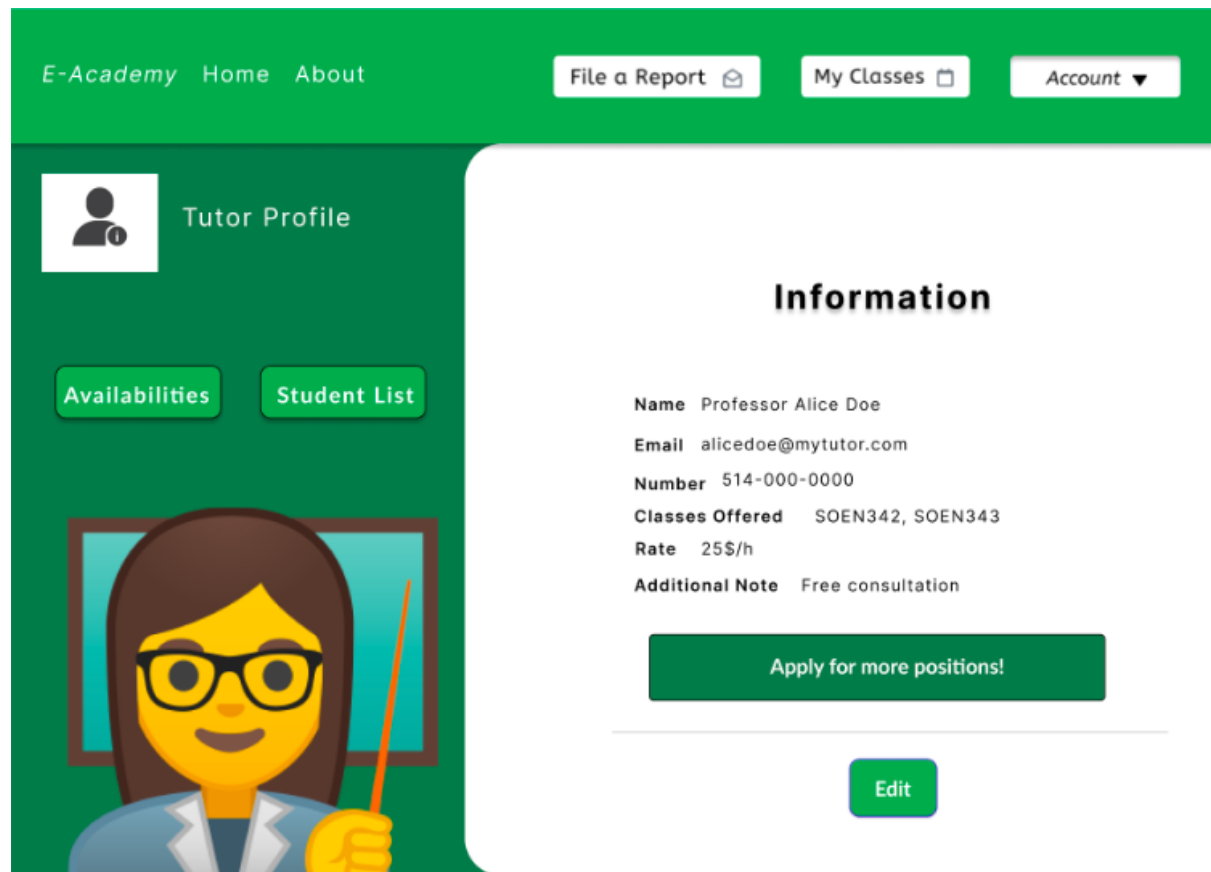 E-Academy Home About File a Report My Classes Account
Tutor Profile
Information
Availabilities Student List
Name Professor Alice Doe
Email alicedoe@mytutor.com
Number 514-000-0000
Classes Offered SOEN342, SOEN343
Rate 25$/h
Additional Note Free consultation
Apply for more positions!
Edit